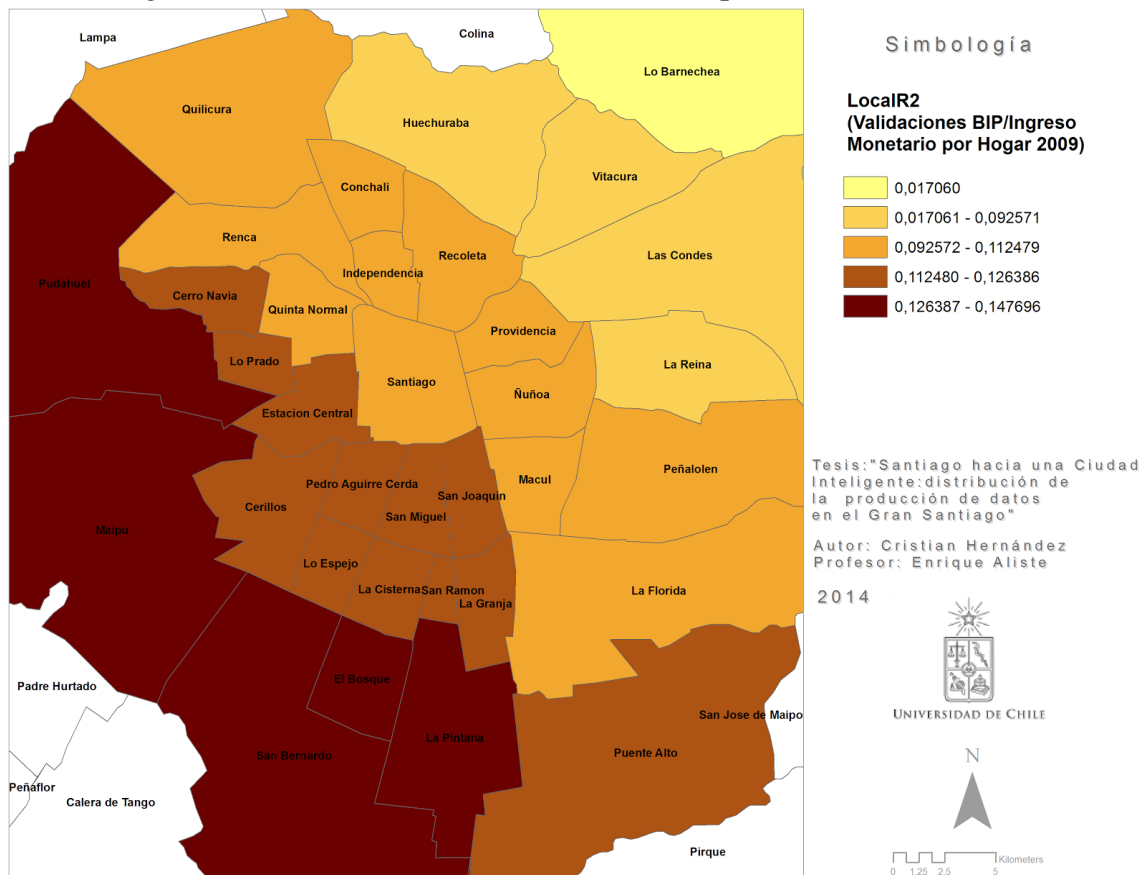 Lampa
Colina
Lo Barnechea
Quilicura
Huechuraba
Vitacura
Conchali
Renca
Recoleta
Las Condes
Independencia
Pudahuel
Cerro Navia
Quinta Normal
Providencia
Lo Prado
La Reina
Santiago
Ñuñoa
Estacion Central
Macul
Peñalolen
Pedro Aguirre Cerda
San Joaquin
Cerillos
San Miguel
Maipu
Lo Espejo
La Cisterna
San Ramon
La Granja
La Florida
El Bosque
Padre Hurtado
San Jose de Maipo
La Pintana
San Bernardo
Puente Alto
Peñaflor
Calera de Tango
Pirque
Simbología
LocalR2
(Validaciones BIP/Ingreso
Monetario por Hogar 2009)
0,017060
0,017061 - 0,092571
0,092572 - 0,112479
0,112480 - 0,126386
0,126387 - 0,147696
Tesis:"Santiago hacia una Ciudad
Inteligente:distribución de
la producción de datos
en el Gran Santiago"
Autor: Cristian Hernández
Profesor: Enrique Aliste
2014
UNIVERSIDAD DE CHILE
N
Kilometers
0 1.25 2.5 5